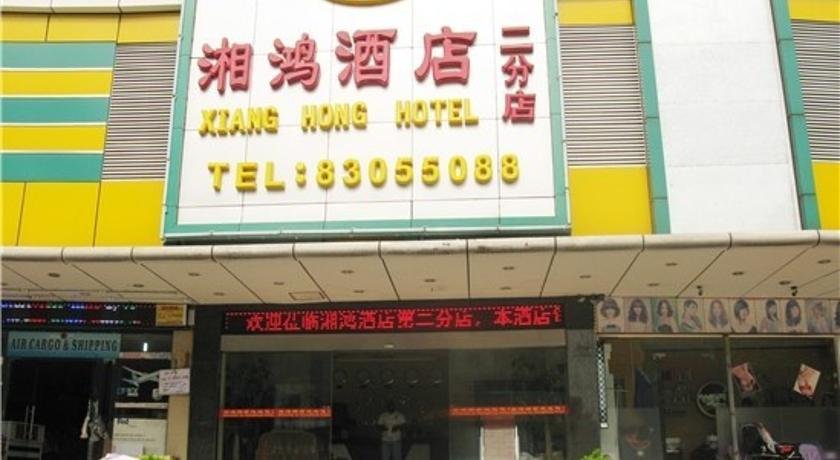 湘鸿酒店
二分店
XIANG HONG HOTEL
TEL:83055088
欢迎莅临湘鸿酒店第二分店，本酒店
AIR CARGO & SHIPPING